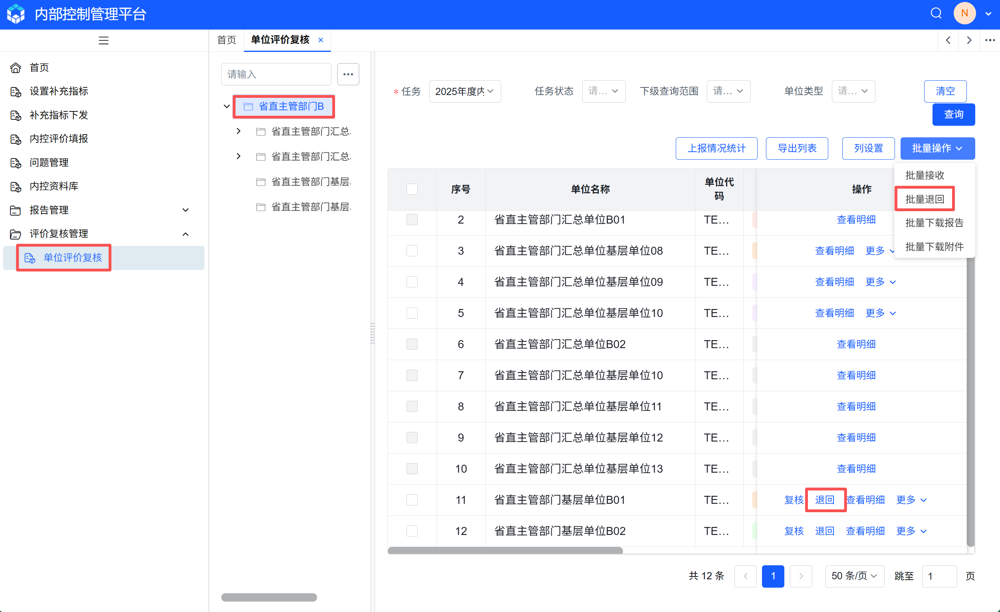 内部控制管理平台
N
首页
单位评价复核 ×
首页
设置补充指标
补充指标下发
内控评价填报
问题管理
内控资料库
报告管理
评价复核管理
单位评价复核
请输入
省直主管部门B
省直主管部门汇总
省直主管部门汇总
省直主管部门基层
省直主管部门基层
* 任务 2025年度内 任务状态 请... 下级查询范围 请... 单位类型 请... 清空
查询
上报情况统计 导出列表 列设置 批量操作
批量接收
批量退回
批量下载报告
批量下载附件
序号 单位名称 单位代码 操作
2 省直主管部门汇总单位B01 TE... 查看明细
3 省直主管部门汇总单位基层单位08 TE... 查看明细 更多
4 省直主管部门汇总单位基层单位09 TE... 查看明细 更多
5 省直主管部门汇总单位基层单位10 TE... 查看明细 更多
6 省直主管部门汇总单位B02 TE... 查看明细
7 省直主管部门汇总单位基层单位10 TE... 查看明细
8 省直主管部门汇总单位基层单位11 TE... 查看明细
9 省直主管部门汇总单位基层单位12 TE... 查看明细
10 省直主管部门汇总单位基层单位13 TE... 查看明细
11 省直主管部门基层单位B01 TE... 复核 退回 查看明细 更多
12 省直主管部门基层单位B02 TE... 复核 退回 查看明细 更多
共 12 条 1 50 条/页 跳至 1 页